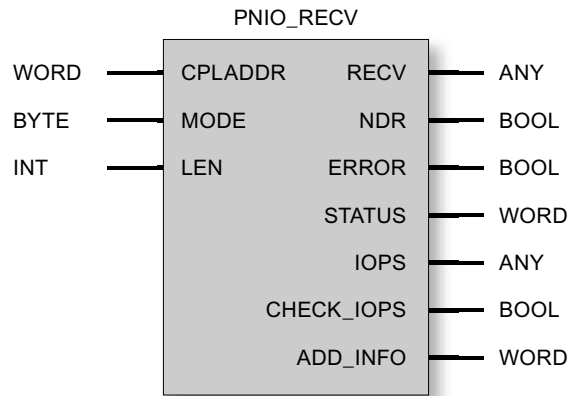 PNIO_RECV
WORD CPLADDR RECV ANY
BYTE MODE NDR BOOL
INT LEN ERROR BOOL
STATUS WORD
IOPS ANY
CHECK_IOPS BOOL
ADD_INFO WORD